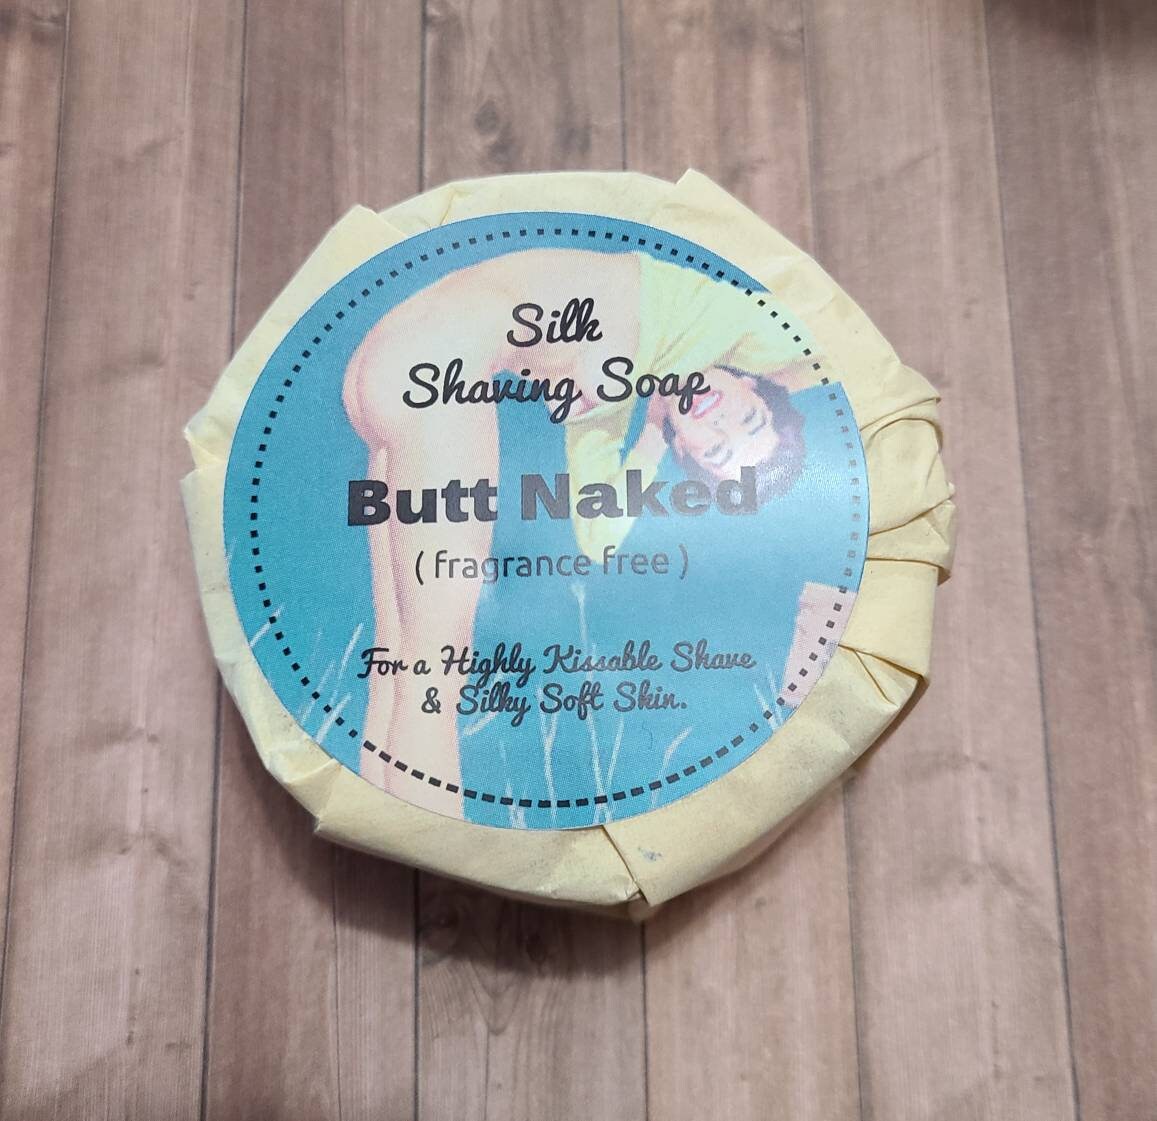 Silk
Shaving Soap
Butt Naked
( fragrance free )
For a Highly Kissable Shave
& Silky Soft Skin.